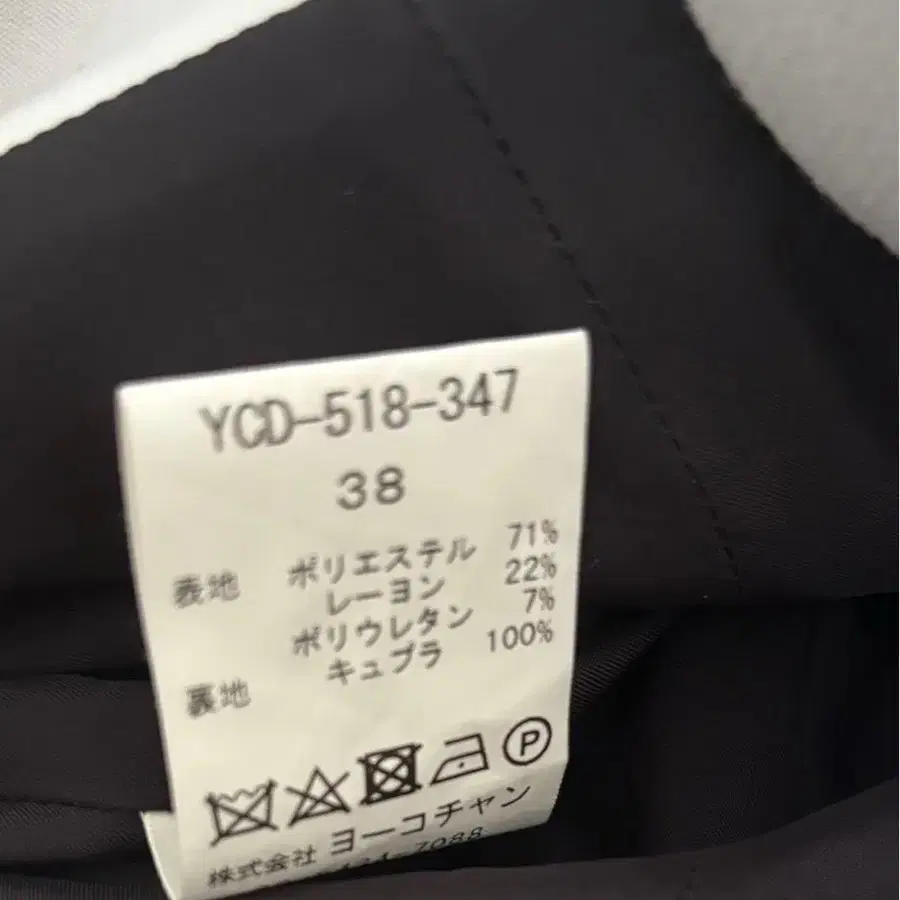 YCD-518-347
38
表地 ポリエステル 71%
レーヨン 22%
ポリウレタン 7%
裏地 キュプラ 100%
P
株式会社 ヨーコチャン
7088